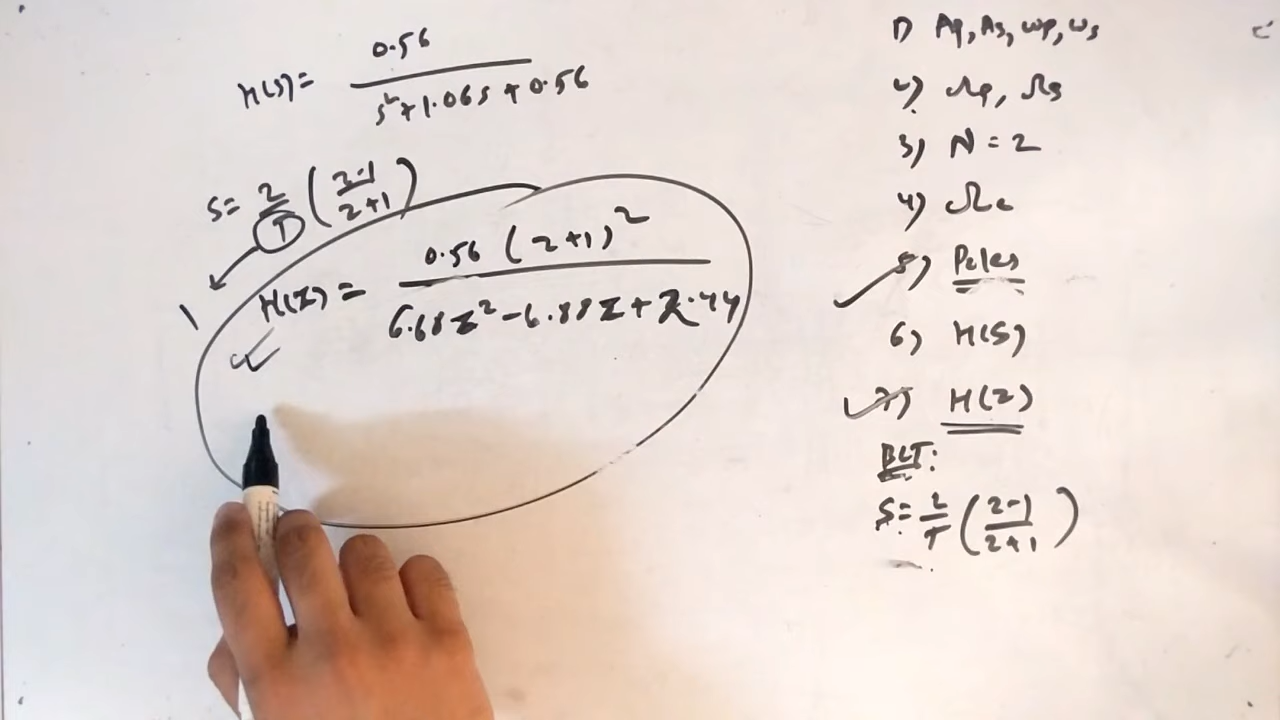 H(s) = 0.56 / s²+1.06s+0.56
s = 2/T (z-1 / z+1)
1
H(z) = 0.56 (z+1)² / 6.68z² - 6.88z + 2.44
1) Ap, As, ωp, ωs
2) Ωp, Ωs
3) N = 2
4) Ωc
5) Poles
6) H(s)
7) H(z)
BLT:
s = 2/T (z-1 / z+1)